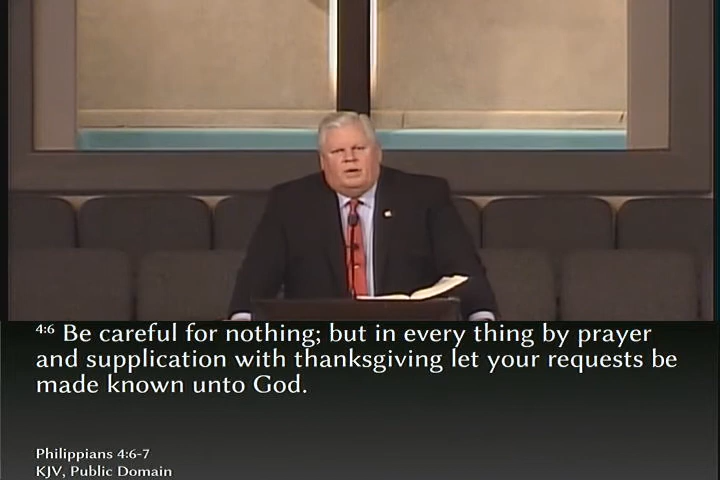 4:6 Be careful for nothing; but in every thing by prayer
and supplication with thanksgiving let your requests be
made known unto God.
Philippians 4:6-7
KJV, Public Domain